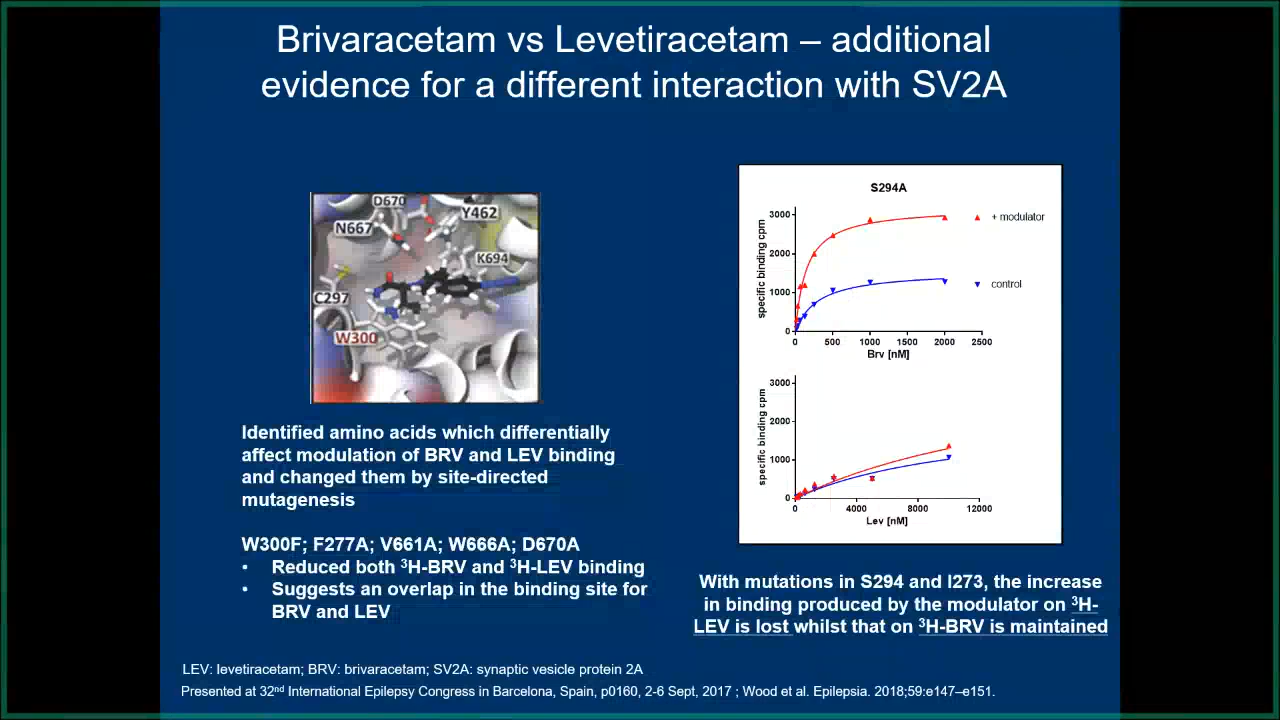 Brivaracetam vs Levetiracetam – additional
evidence for a different interaction with SV2A
D670
Y462
N667
K694
C297
W300
Identified amino acids which differentially
affect modulation of BRV and LEV binding
and changed them by site-directed
mutagenesis
W300F; F277A; V661A; W666A; D670A
• Reduced both ³H-BRV and ³H-LEV binding
• Suggests an overlap in the binding site for
BRV and LEV
S294A
specific binding cpm
3000
2000
1000
0
0 500 1000 1500 2000 2500
Brv [nM]
+ modulator
control
specific binding cpm
3000
2000
1000
0
0 4000 8000 12000
Lev [nM]
With mutations in S294 and I273, the increase
in binding produced by the modulator on ³H-
LEV is lost whilst that on ³H-BRV is maintained
LEV: levetiracetam; BRV: brivaracetam; SV2A: synaptic vesicle protein 2A
Presented at 32nd International Epilepsy Congress in Barcelona, Spain, p0160, 2-6 Sept, 2017 ; Wood et al. Epilepsia. 2018;59:e147–e151.